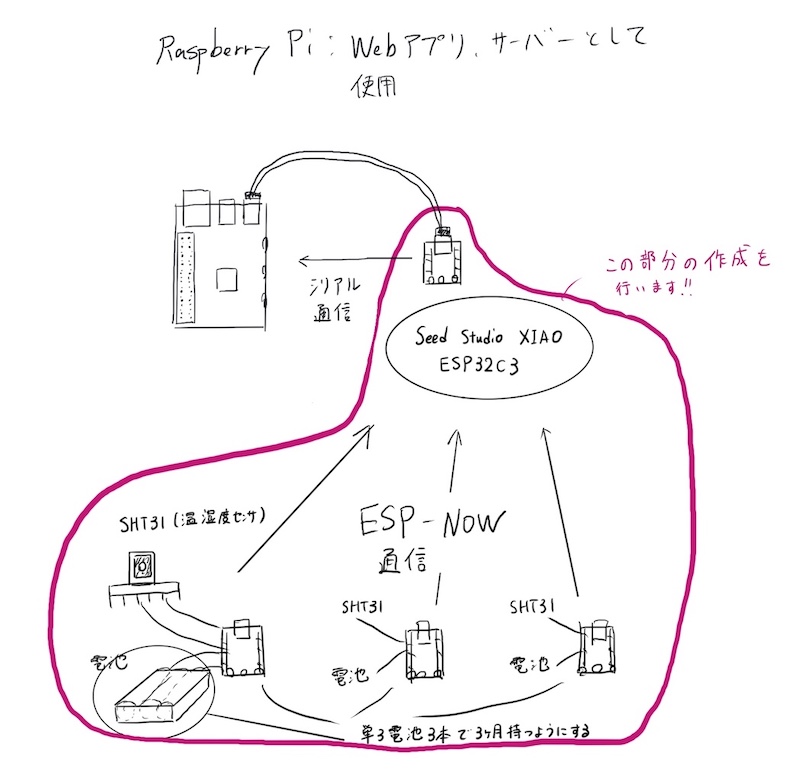 Raspberry Pi：Webアプリ、サーバーとして
使用
シリアル
通信
この部分の作成を
行います!!
Seed Studio XIAO
ESP32C3
SHT31（温湿度センサ）
ESP-NOW
通信
SHT31
SHT31
電池
電池
電池
単3電池3本で3ヶ月持つようにする